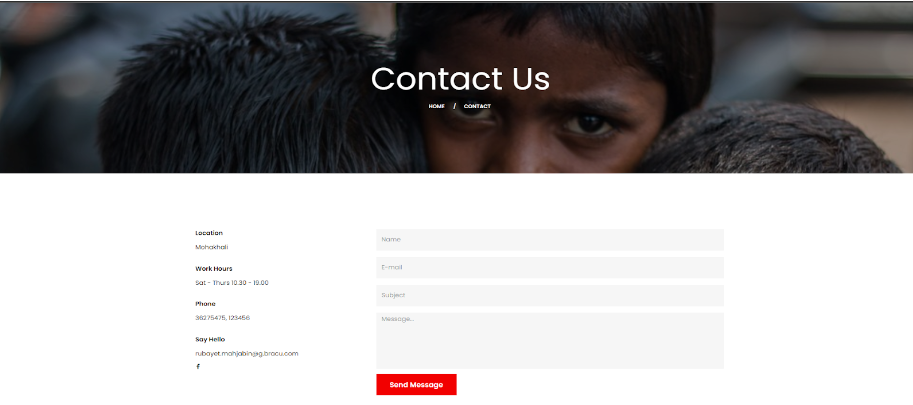 Contact Us
HOME / CONTACT
Location
Mohakhali
Work Hours
Sat - Thurs 10.30 - 19.00
Phone
36275475, 123456
Say Hello
rubayet.mahjabin@g.bracu.com
f
Name
E-mail
Subject
Message...
Send Message